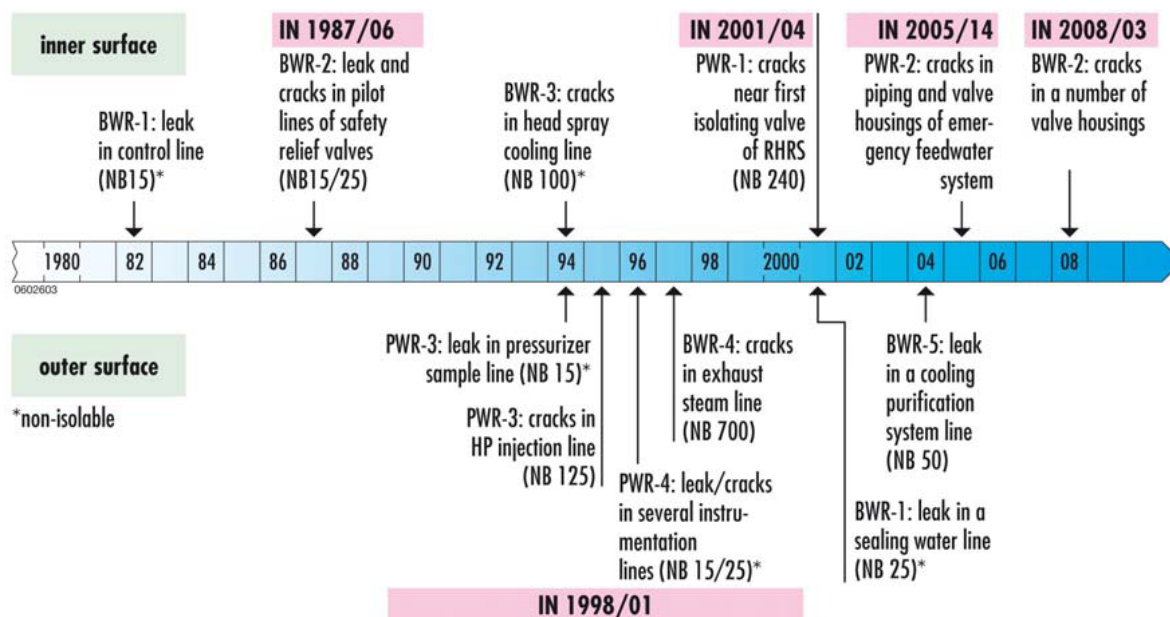 inner surface
IN 1987/06
BWR-2: leak and
cracks in pilot
lines of safety
relief valves
(NB15/25)
IN 2001/04
PWR-1: cracks
near first
isolating valve
of RHRS
(NB 240)
IN 2005/14
PWR-2: cracks in
piping and valve
housings of emer-
gency feedwater
system
IN 2008/03
BWR-2: cracks
in a number of
valve housings
BWR-1: leak
in control line
(NB15)*
BWR-3: cracks
in head spray
cooling line
(NB 100)*
1980 82 84 86 88 90 92 94 96 98 2000 02 04 06 08
0602603
outer surface
*non-isolable
PWR-3: leak in pressurizer
sample line (NB 15)*
PWR-3: cracks in
HP injection line
(NB 125)
BWR-4: cracks
in exhaust
steam line
(NB 700)
PWR-4: leak/cracks
in several instru-
mentation
lines (NB 15/25)*
BWR-5: leak
in a cooling
purification
system line
(NB 50)
BWR-1: leak in a
sealing water line
(NB 25)*
IN 1998/01